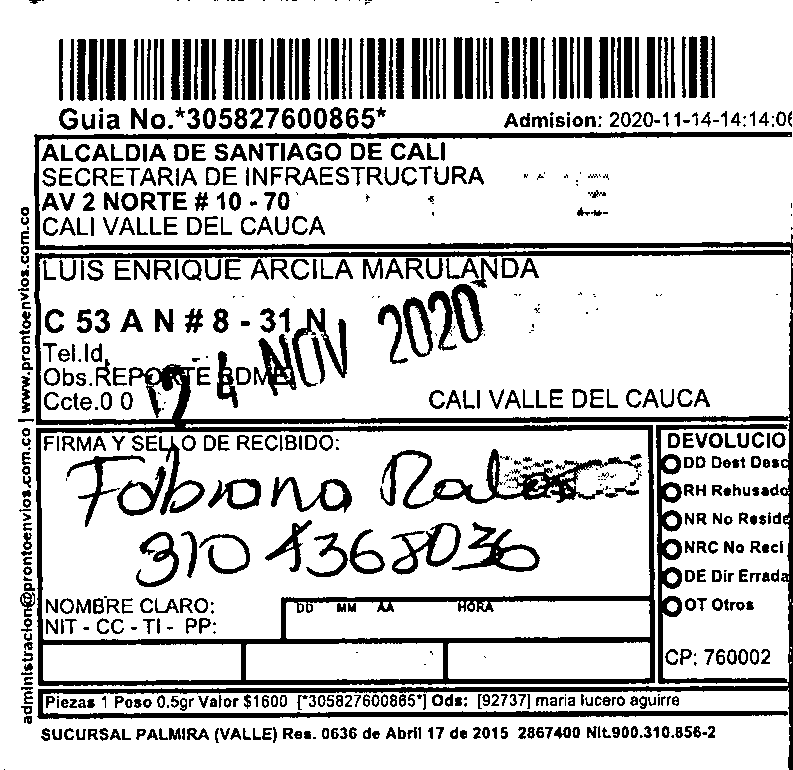 Guia No.*305827600865*
Admision: 2020-11-14-14:14:06
ALCALDIA DE SANTIAGO DE CALI
SECRETARIA DE INFRAESTRUCTURA
AV 2 NORTE # 10 - 70
CALI VALLE DEL CAUCA
LUIS ENRIQUE ARCILA MARULANDA
C 53 A N # 8 - 31 N
Tel.Id.
Obs.REPORTE BDME
Ccte.0 0
CALI VALLE DEL CAUCA
24 NOV 2020
FIRMA Y SELLO DE RECIBIDO:
Fabiana
310 4368036
NOMBRE CLARO:
NIT - CC - TI - PP:
DD MM AA HORA
DEVOLUCIO
DD Dest Desc
RH Rehusado
NR No Reside
NRC No Reci
DE Dir Errada
OT Otros
CP: 760002
Piezas 1 Peso 0.5gr Valor $1600 [*305827600865*] Ods: [92737] maria lucero aguirre
SUCURSAL PALMIRA (VALLE) Res. 0636 de Abril 17 de 2015 2867400 Nit.900.310.856-2
administracion@prontoenvios.com.co | www.prontoenvios.com.co